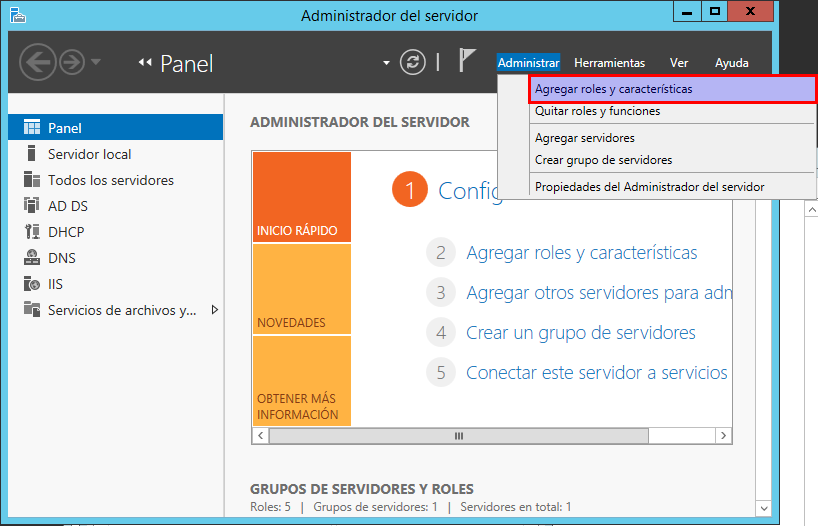 Administrador del servidor
Panel
Administrar Herramientas Ver Ayuda
Agregar roles y características
Quitar roles y funciones
Agregar servidores
Crear grupo de servidores
Propiedades del Administrador del servidor
Panel
Servidor local
Todos los servidores
AD DS
DHCP
DNS
IIS
Servicios de archivos y...
ADMINISTRADOR DEL SERVIDOR
INICIO RÁPIDO
NOVEDADES
OBTENER MÁS
INFORMACIÓN
1 Config
2 Agregar roles y características
3 Agregar otros servidores para adm
4 Crear un grupo de servidores
5 Conectar este servidor a servicios
GRUPOS DE SERVIDORES Y ROLES
Roles: 5 | Grupos de servidores: 1 | Servidores en total: 1